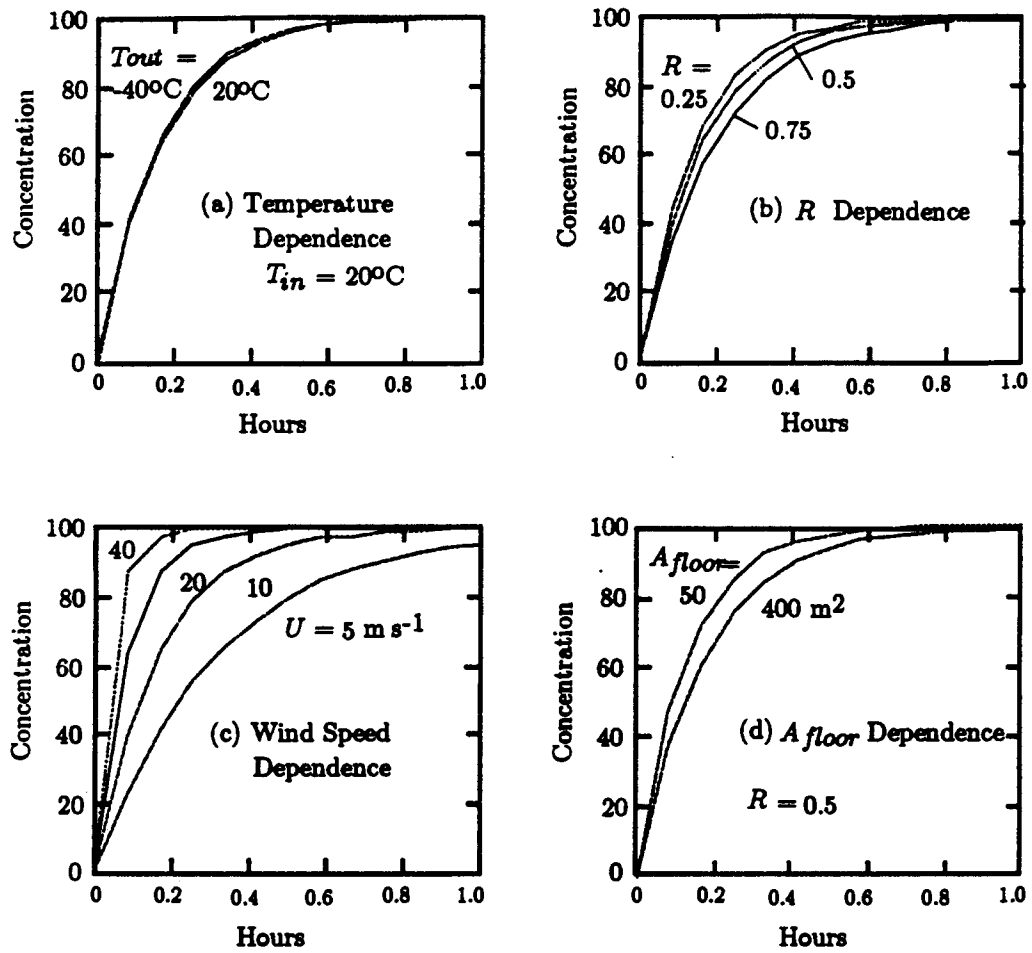 100
80
60
40
20
0
Concentration
Tout =
-40°C 20°C
(a) Temperature
Dependence
T_in = 20°C
0 0.2 0.4 0.6 0.8 1.0
Hours
100
80
60
40
20
0
Concentration
R =
0.25
0.5
0.75
(b) R Dependence
0 0.2 0.4 0.6 0.8 1.0
Hours
100
80
60
40
20
0
Concentration
40
20
10
U = 5 m s-1
(c) Wind Speed
Dependence
0 0.2 0.4 0.6 0.8 1.0
Hours
100
80
60
40
20
0
Concentration
A floor=
50
400 m2
(d) A floor Dependence
R = 0.5
0 0.2 0.4 0.6 0.8 1.0
Hours